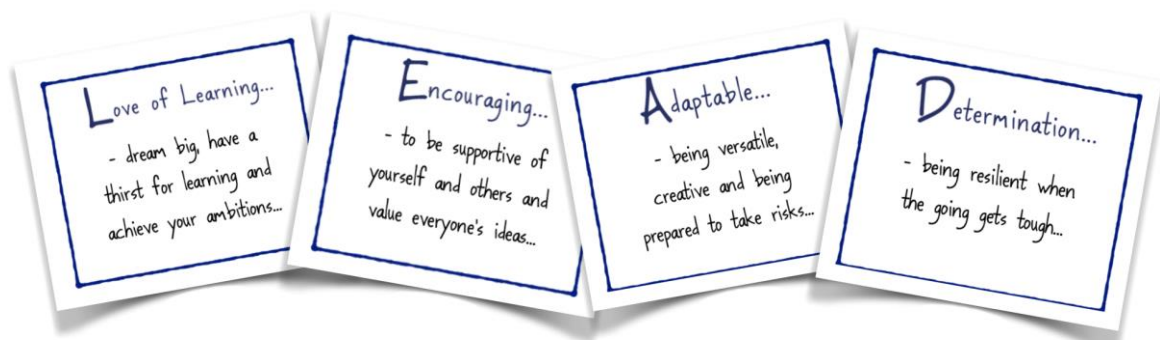 Love of Learning...
- dream big, have a
thirst for learning and
achieve your ambitions...
Encouraging...
- to be supportive of
yourself and others and
value everyone's ideas...
Adaptable...
- being versatile,
creative and being
prepared to take risks...
Determination...
- being resilient when
the going gets tough...